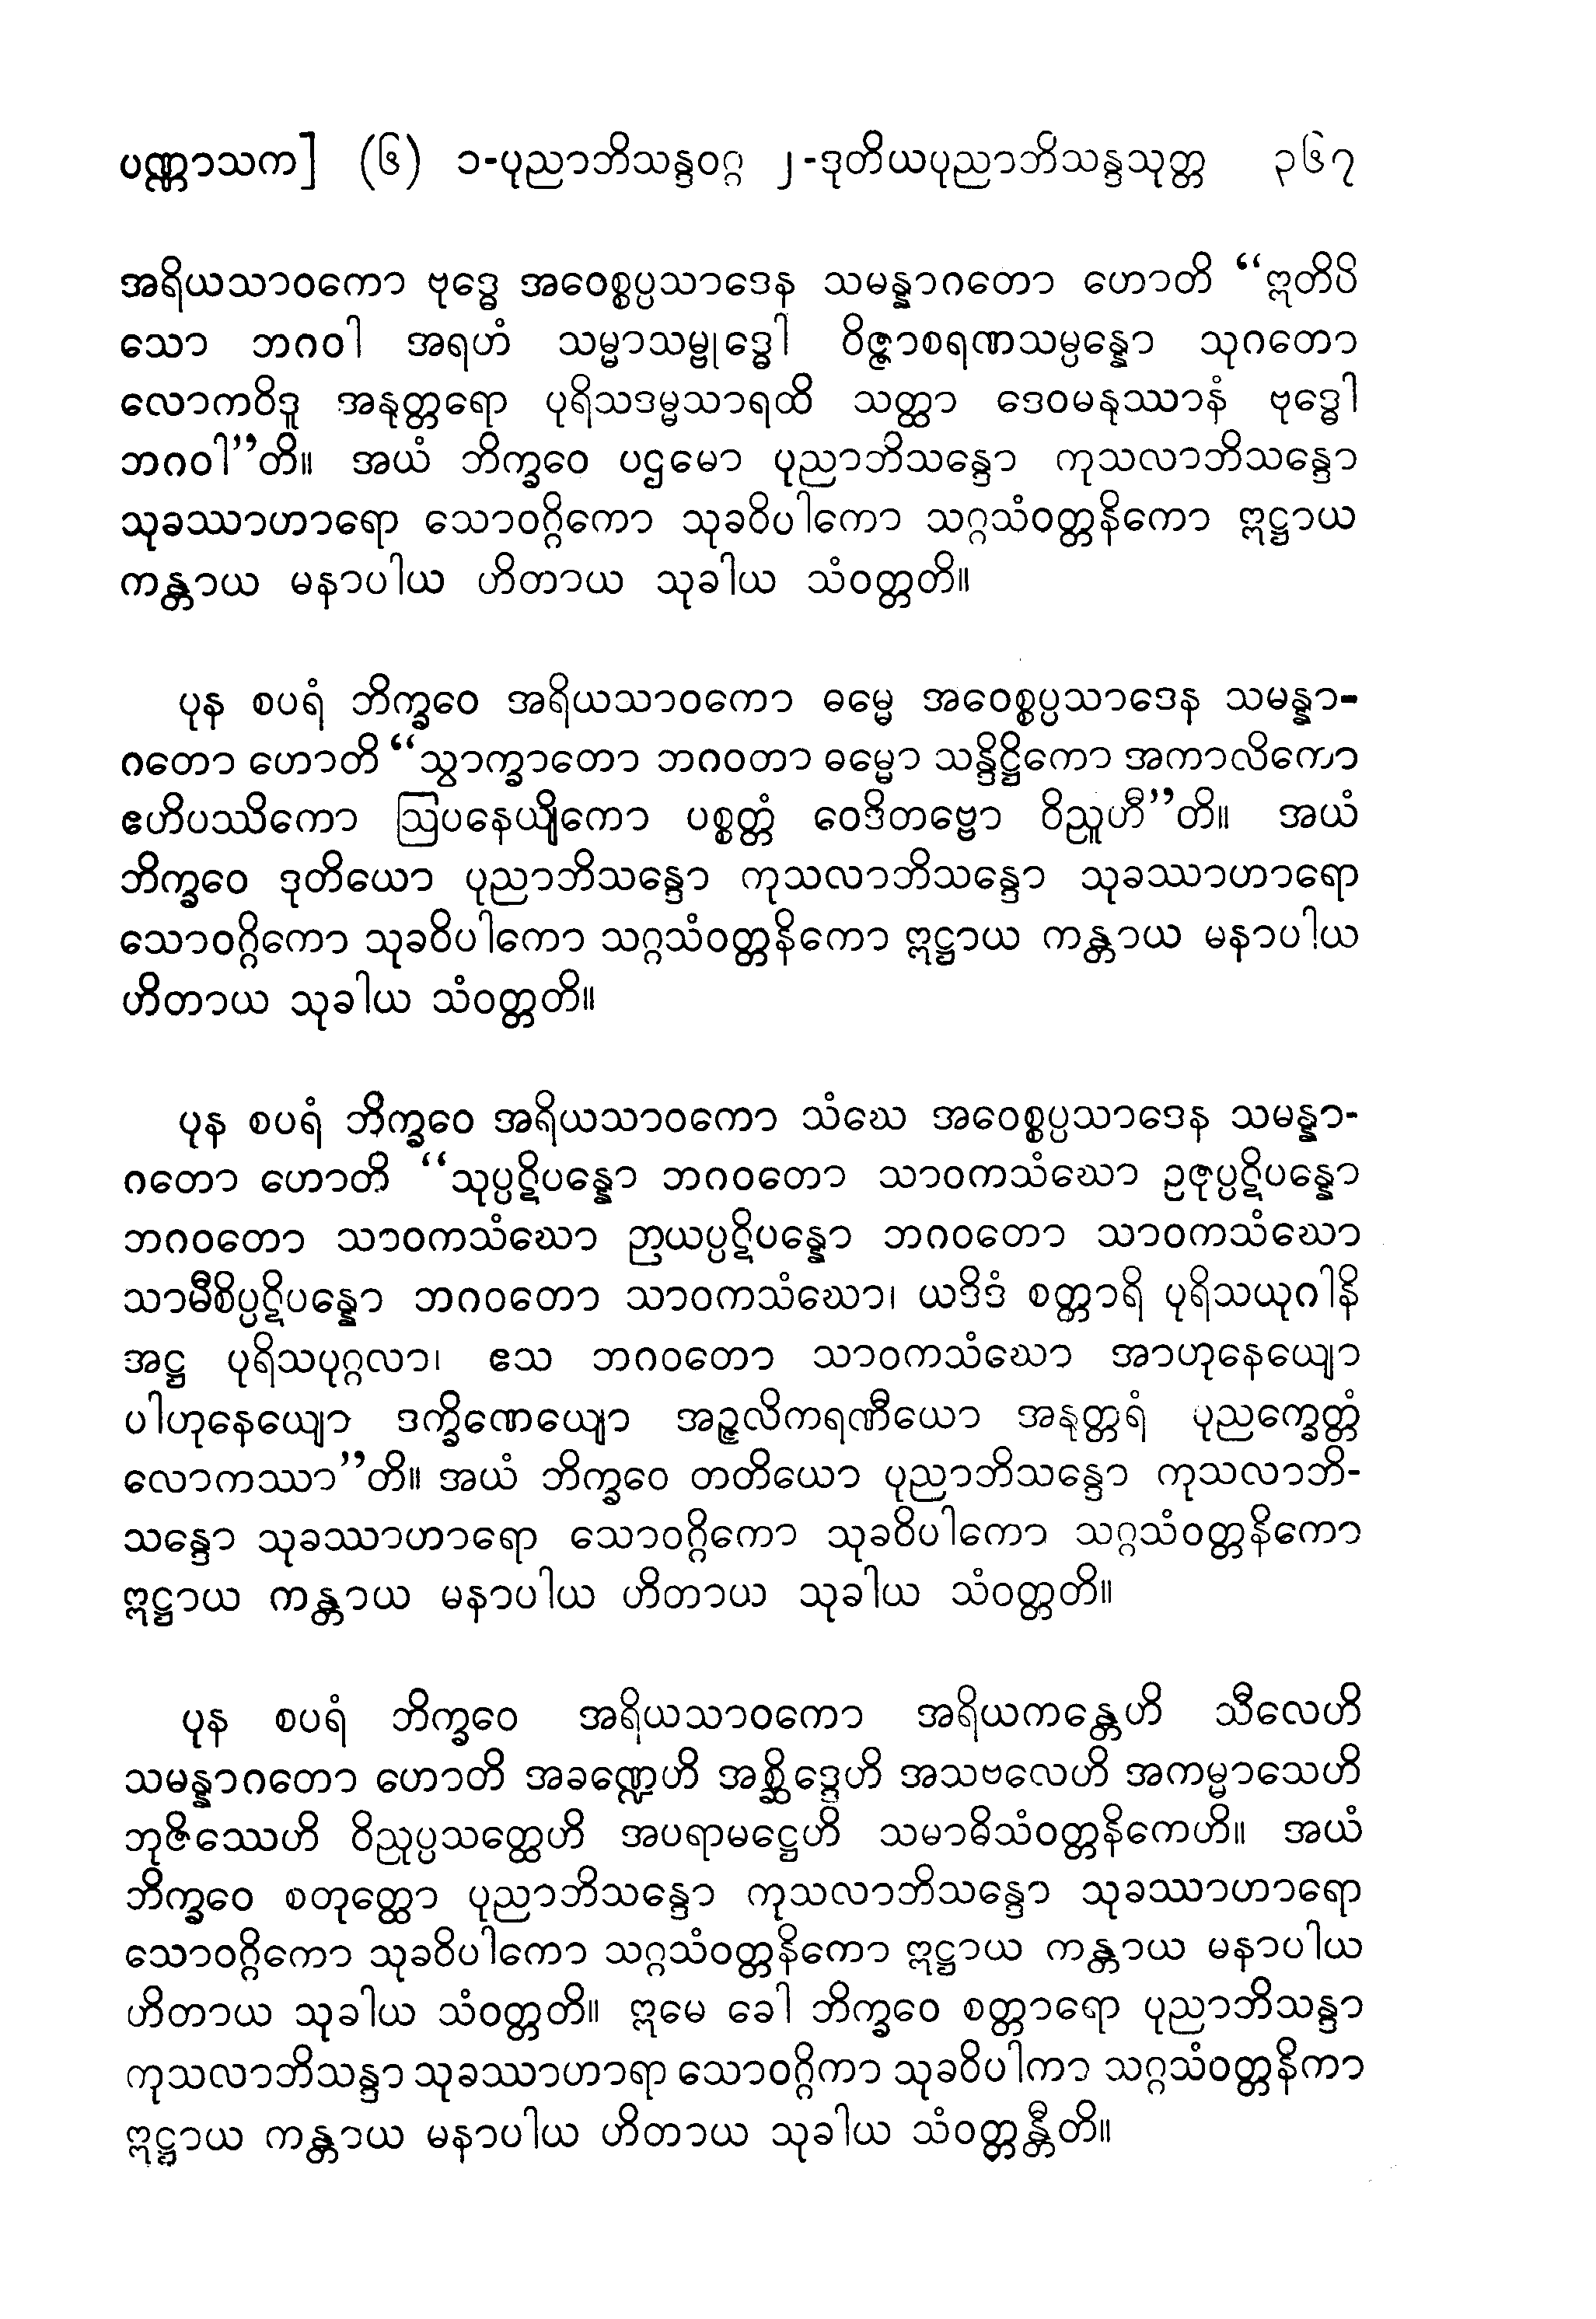 ပဏ္ဏာသက] (၆) ၁-ပုညာဘိသန္ဒဝဂ္ဂ ၂-ဒုတိယပုညာဘိသန္ဒသုတ္တ ၃၆၇
အရိယသာဝကော ဗုဒ္ဓေ အဝေစ္စပ္ပသာဒေန သမန္နာဂတော ဟောတိ “ဣတိပိ
သော ဘဂဝါ အရဟံ သမ္မာသမ္ဗုဒ္ဓေါ ဝိဇ္ဇာစရဏသမ္ပန္နော သုဂတော
လောကဝိဒူ အနုတ္တရော ပုရိသဒမ္မသာရထိ သတ္ထာ ဒေဝမနုဿာနံ ဗုဒ္ဓေါ
ဘဂဝါ”တိ။ အယံ ဘိက္ခဝေ ပဌမော ပုညာဘိသန္ဒော ကုသလာဘိသန္ဒော
သုခဿာဟာရော သောဝဂ္ဂိကော သုခဝိပါကော သဂ္ဂသံဝတ္တနိကော ဣဋ္ဌာယ
ကန္တာယ မနာပါယ ဟိတာယ သုခါယ သံဝတ္တတိ။
ပုန စပရံ ဘိက္ခဝေ အရိယသာဝကော ဓမ္မေ အဝေစ္စပ္ပသာဒေန သမန္နာ-
ဂတော ဟောတိ “သွာက္ခာတော ဘဂဝတာ ဓမ္မော သန္ဒိဋ္ဌိကော အကာလိကော
ဧဟိပဿိကော ဩပနေယျိကော ပစ္စတ္တံ ဝေဒိတဗ္ဗော ဝိညူဟီ”တိ။ အယံ
ဘိက္ခဝေ ဒုတိယော ပုညာဘိသန္ဒော ကုသလာဘိသန္ဒော သုခဿာဟာရော
သောဝဂ္ဂိကော သုခဝိပါကော သဂ္ဂသံဝတ္တနိကော ဣဋ္ဌာယ ကန္တာယ မနာပါယ
ဟိတာယ သုခါယ သံဝတ္တတိ။
ပုန စပရံ ဘိက္ခဝေ အရိယသာဝကော သံဃေ အဝေစ္စပ္ပသာဒေန သမန္နာ-
ဂတော ဟောတိ “သုပ္ပဋိပန္နော ဘဂဝတော သာဝကသံဃော ဥဇုပ္ပဋိပန္နော
ဘဂဝတော သာဝကသံဃော ဉာယပ္ပဋိပန္နော ဘဂဝတော သာဝကသံဃော
သာမီစိပ္ပဋိပန္နော ဘဂဝတော သာဝကသံဃော၊ ယဒိဒံ စတ္တာရိ ပုရိသယုဂါနိ
အဋ္ဌ ပုရိသပုဂ္ဂလာ၊ ဧသ ဘဂဝတော သာဝကသံဃော အာဟုနေယျော
ပါဟုနေယျော ဒက္ခိဏေယျော အဉ္ဇလိကရဏီယော အနုတ္တရံ ပုညက္ခေတ္တံ
လောကဿာ”တိ။ အယံ ဘိက္ခဝေ တတိယော ပုညာဘိသန္ဒော ကုသလာဘိ-
သန္ဒော သုခဿာဟာရော သောဝဂ္ဂိကော သုခဝိပါကော သဂ္ဂသံဝတ္တနိကော
ဣဋ္ဌာယ ကန္တာယ မနာပါယ ဟိတာယ သုခါယ သံဝတ္တတိ။
ပုန စပရံ ဘိက္ခဝေ အရိယသာဝကော အရိယကန္တေဟိ သီလေဟိ
သမန္နာဂတော ဟောတိ အခဏ္ဍေဟိ အစ္ဆိဒ္ဒေဟိ အသဗလေဟိ အကမ္မာသေဟိ
ဘုဇိဿေဟိ ဝိညုပ္ပသတ္ထေဟိ အပရာမဋ္ဌေဟိ သမာဓိသံဝတ္တနိကေဟိ။ အယံ
ဘိက္ခဝေ စတုတ္ထော ပုညာဘိသန္ဒော ကုသလာဘိသန္ဒော သုခဿာဟာရော
သောဝဂ္ဂိကော သုခဝိပါကော သဂ္ဂသံဝတ္တနိကော ဣဋ္ဌာယ ကန္တာယ မနာပါယ
ဟိတာယ သုခါယ သံဝတ္တတိ။ ဣမေ ခေါ ဘိက္ခဝေ စတ္တာရော ပုညာဘိသန္ဒာ
ကုသလာဘိသန္ဒာ သုခဿာဟာရာ သောဝဂ္ဂိကာ သုခဝိပါကာ သဂ္ဂသံဝတ္တနိကာ
ဣဋ္ဌာယ ကန္တာယ မနာပါယ ဟိတာယ သုခါယ သံဝတ္တန္တီတိ။